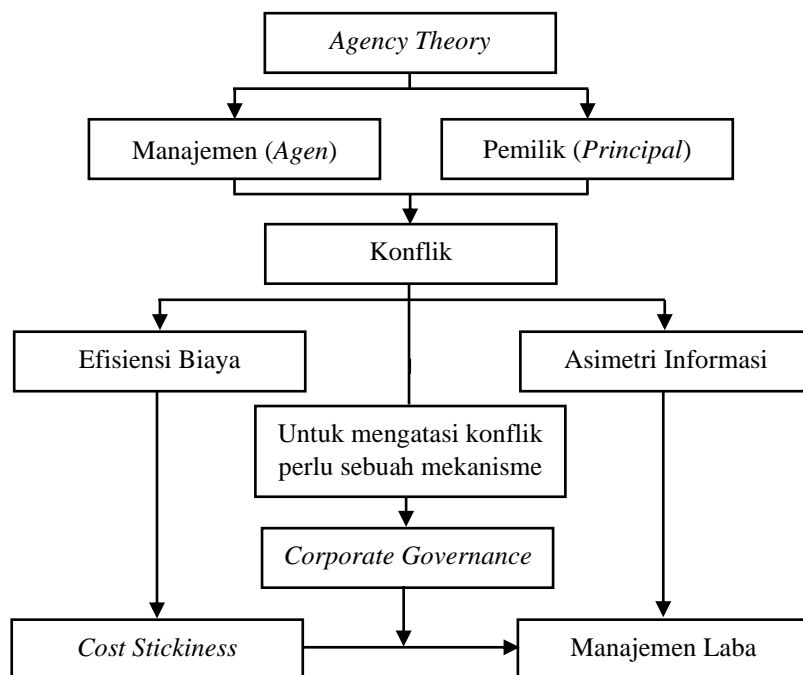 Agency Theory
Manajemen (Agen)
Pemilik (Principal)
Konflik
Efisiensi Biaya
Asimetri Informasi
Untuk mengatasi konflik
perlu sebuah mekanisme
Corporate Governance
Cost Stickiness
Manajemen Laba